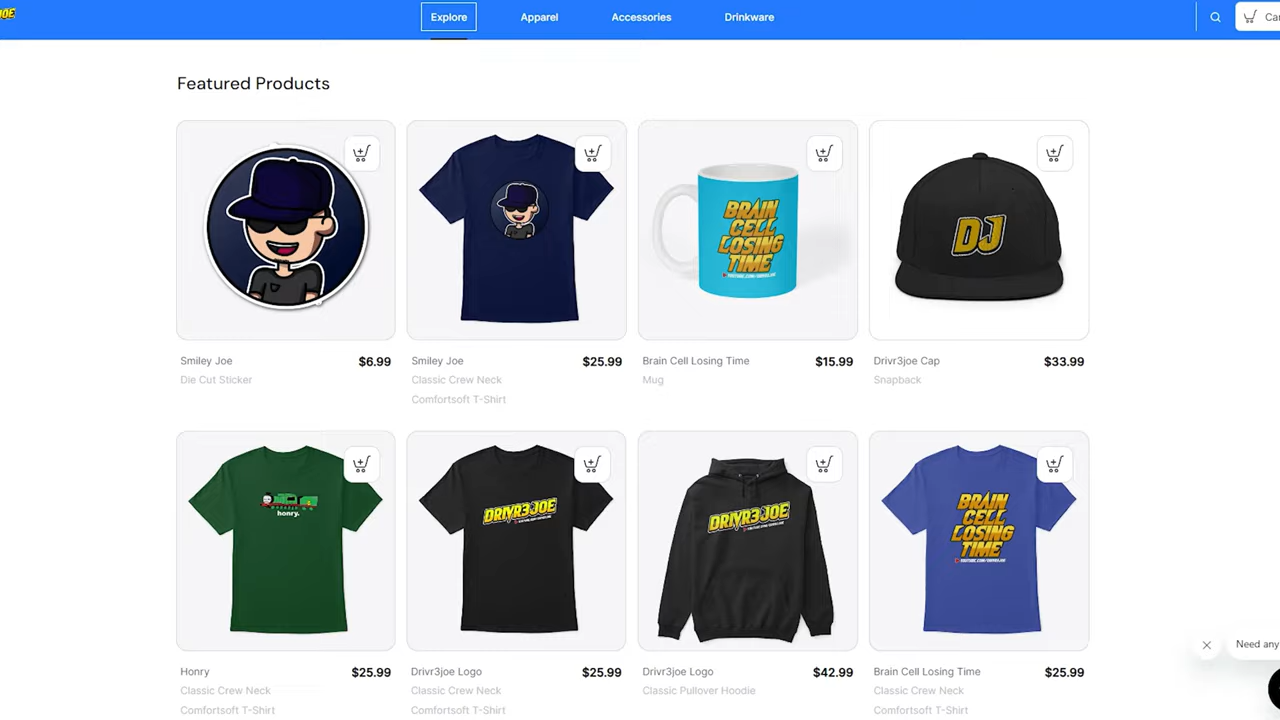 JOE
Explore
Apparel
Accessories
Drinkware
Car
Featured Products
BRAIN
CELL
LOSING
TIME
DJ
Smiley Joe
$6.99
Die Cut Sticker
Smiley Joe
$25.99
Classic Crew Neck
Comfortsoft T-Shirt
Brain Cell Losing Time
$15.99
Mug
Drivr3joe Cap
$33.99
Snapback
honry.
DRIVR3JOE
DRIVR3JOE
BRAIN
CELL
LOSING
TIME
Honry
$25.99
Classic Crew Neck
Comfortsoft T-Shirt
Drivr3joe Logo
$25.99
Classic Crew Neck
Comfortsoft T-Shirt
Drivr3joe Logo
$42.99
Classic Pullover Hoodie
Brain Cell Losing Time
$25.99
Classic Crew Neck
Comfortsoft T-Shirt
Need any